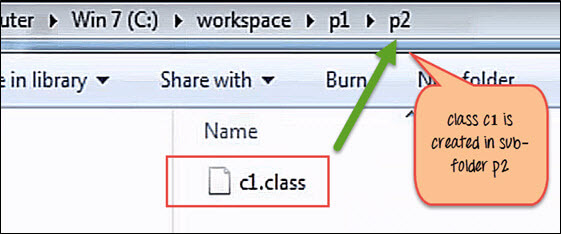 uter ▸ Win 7 (C:) ▸ workspace ▸ p1 ▸ p2
e in library ▾ Share with ▾ Burn N folder
Name
c1.class
class c1 is
created in sub-
folder p2